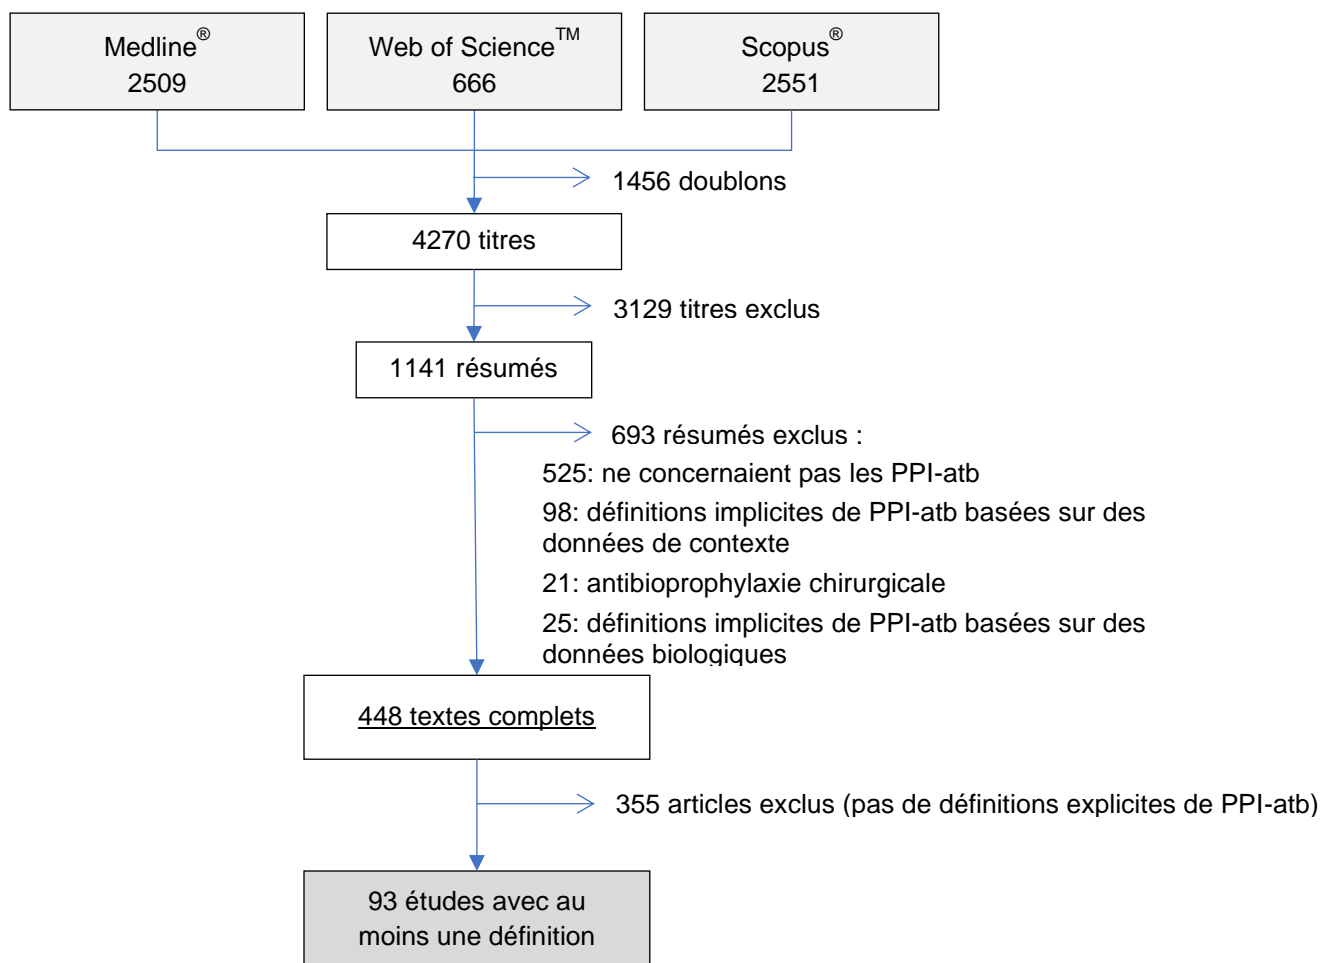 Medline®
2509
Web of Science™
666
Scopus®
2551
1456 doublons
4270 titres
3129 titres exclus
1141 résumés
693 résumés exclus :
525: ne concernaient pas les PPI-atb
98: définitions implicites de PPI-atb basées sur des
données de contexte
21: antibioprophylaxie chirurgicale
25: définitions implicites de PPI-atb basées sur des
données biologiques
448 textes complets
355 articles exclus (pas de définitions explicites de PPI-atb)
93 études avec au
moins une définition